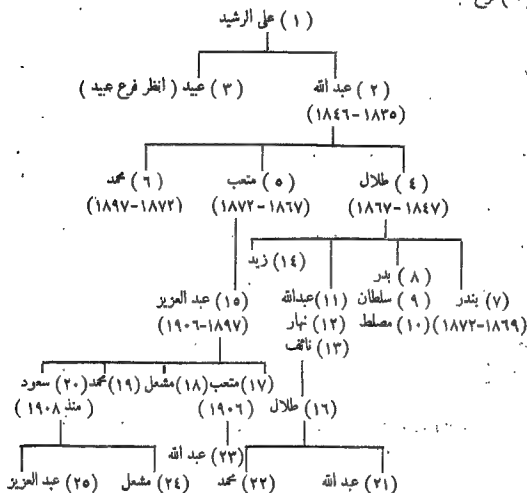 ( ١ ) على الرشيد
( ٢ ) عبد الله ( ٣ ) عبيد ( انظر فرع عبيد )
(١٨٣٥-١٨٤٦)
( ٤ ) طلال ( ٥ ) متعب ( ٦ ) محمد
(١٨٤٧-١٨٦٧) (١٨٦٧-١٨٧٢) (١٨٧٢-١٨٩٧)
(١٤) زيد
( ٨ ) بدر
(٧) بندر ( ٩ ) سلطان (١١) عبدالله (١٥) عبد العزيز
(١٨٦٩-١٨٧٢) (١٠) مصلط (١٢) نهار (١٨٩٧-١٩٠٦)
(١٣) نائف
(١٧) متعب (١٨) مشعل (١٩) محمد (٢٠) سعود
(١٦) طلال (١٩٠٦) ( منذ ١٩٠٨ )
(٢٣) عبد الله
(٢١) عبد الله (٢٢) محمد (٢٤) مشعل (٢٥) عبد العزيز